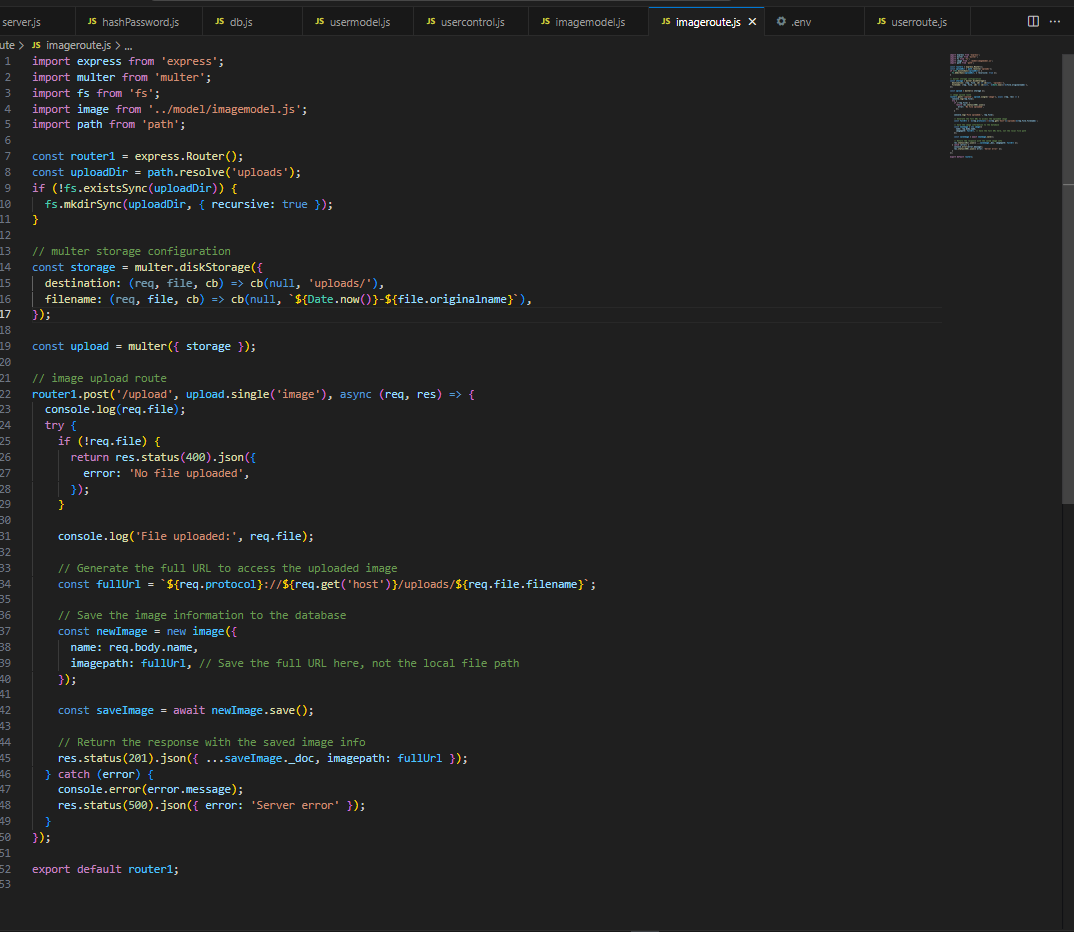 server.js
JS hashPassword.js
JS db.js
JS usermodel.js
JS usercontrol.js
JS imagemodel.js
JS imageroute.js
.env
JS userroute.js
ute > JS imageroute.js > ...
1 import express from 'express';
2 import multer from 'multer';
3 import fs from 'fs';
4 import image from '../model/imagemodel.js';
5 import path from 'path';
6
7 const router1 = express.Router();
8 const uploadDir = path.resolve('uploads');
9 if (!fs.existsSync(uploadDir)) {
10 fs.mkdirSync(uploadDir, { recursive: true });
11 }
12
13 // multer storage configuration
14 const storage = multer.diskStorage({
15 destination: (req, file, cb) => cb(null, 'uploads/'),
16 filename: (req, file, cb) => cb(null, `${Date.now()}-${file.originalname}`),
17 });
18
19 const upload = multer({ storage });
20
21 // image upload route
22 router1.post('/upload', upload.single('image'), async (req, res) => {
23 console.log(req.file);
24 try {
25 if (!req.file) {
26 return res.status(400).json({
27 error: 'No file uploaded',
28 });
29 }
30
31 console.log('File uploaded:', req.file);
32
33 // Generate the full URL to access the uploaded image
34 const fullUrl = `${req.protocol}://${req.get('host')}/uploads/${req.file.filename}`;
35
36 // Save the image information to the database
37 const newImage = new image({
38 name: req.body.name,
39 imagepath: fullUrl, // Save the full URL here, not the local file path
40 });
41
42 const saveImage = await newImage.save();
43
44 // Return the response with the saved image info
45 res.status(201).json({ ...saveImage._doc, imagepath: fullUrl });
46 } catch (error) {
47 console.error(error.message);
48 res.status(500).json({ error: 'Server error' });
49 }
50 });
51
52 export default router1;
53